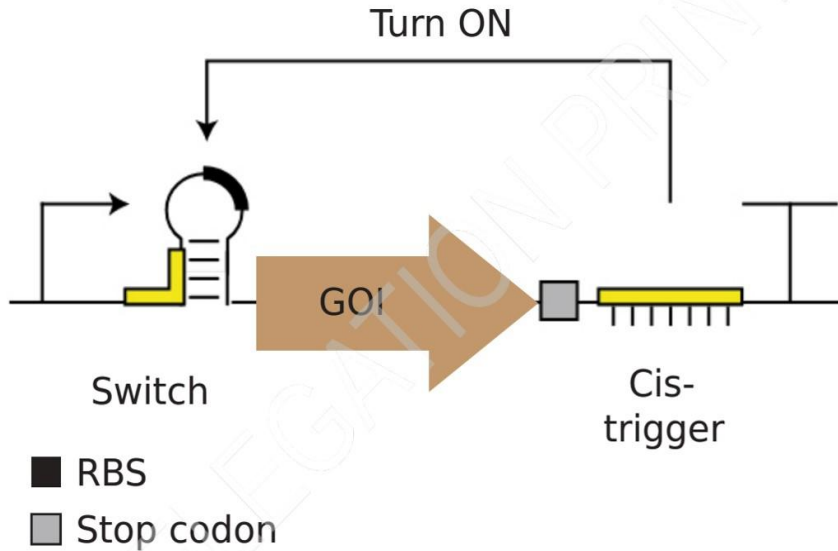 Turn ON
GOI
Switch
Cis-
trigger
RBS
Stop codon